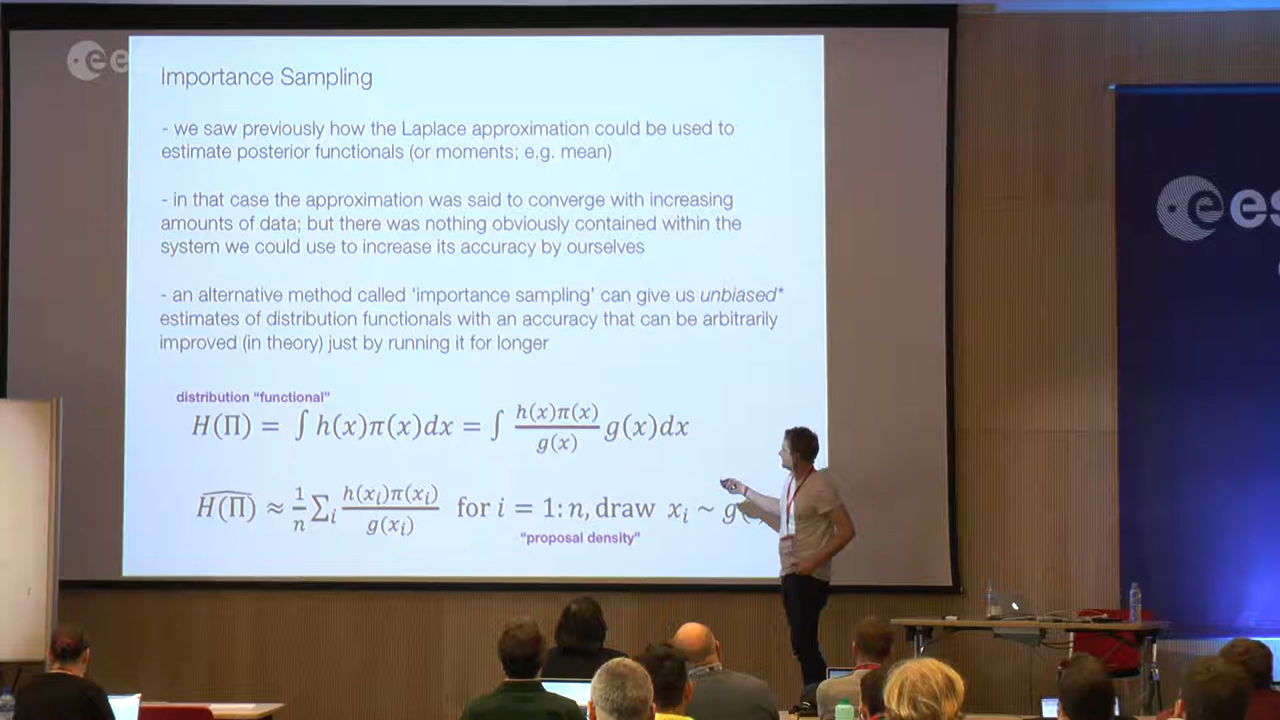 ee
Importance Sampling
- we saw previously how the Laplace approximation could be used to
estimate posterior functionals (or moments; e.g. mean)
- in that case the approximation was said to converge with increasing
amounts of data; but there was nothing obviously contained within the
system we could use to increase its accuracy by ourselves
- an alternative method called 'importance sampling' can give us unbiased*
estimates of distribution functionals with an accuracy that can be arbitrarily
improved (in theory) just by running it for longer
distribution "functional"
H(Π) = ∫ h(x)π(x)dx = ∫ h(x)π(x)/g(x) g(x)dx
Ĥ(Π) ≈ 1/n ∑ᵢ h(xᵢ)π(xᵢ)/g(xᵢ) for i = 1:n, draw xᵢ ~ g(
"proposal density"
es